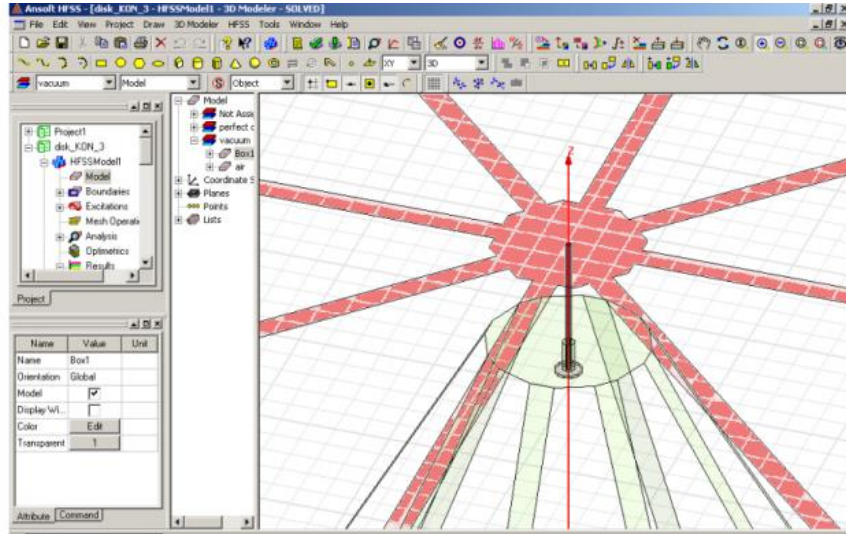 Ansoft HFSS - [disk_KON_3 - HFSSModel1 - 3D Modeler - SOLVED]
File Edit View Project Draw 3D Modeler HFSS Tools Window Help
XY 3D
vacuum Model Object
Project1
disk_KON_3
HFSSModel1
Model
Boundaries
Excitations
Mesh Operati
Analysis
Optimetrics
Results
Project
Model
Not Assig
perfect c
vacuum
Box1
air
Coordinate S
Planes
Points
Lists
Z
Name Value Unit
Name Box1
Orientation Global
Model
Display Wi...
Color Edit
Transparent 1
Attribute Command